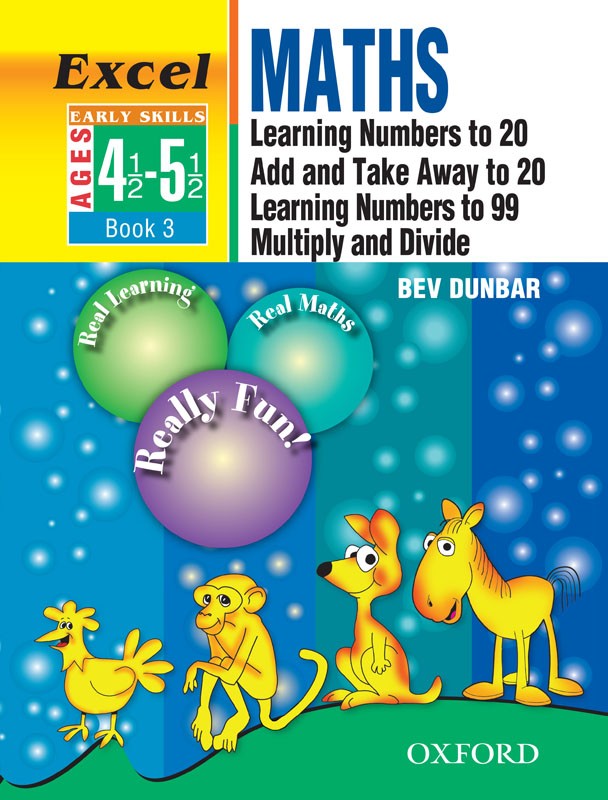 Excel
EARLY SKILLS
AGES
4½-5½
Book 3
MATHS
Learning Numbers to 20
Add and Take Away to 20
Learning Numbers to 99
Multiply and Divide
BEV DUNBAR
Real Learning
Real Maths
Really Fun!
OXFORD